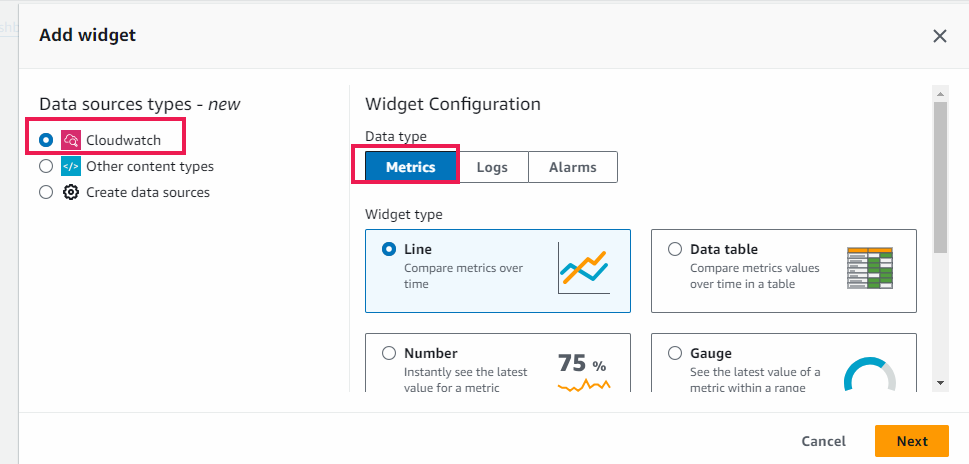 Add widget
Data sources types - new
Cloudwatch
</>
Other content types
Create data sources
Widget Configuration
Data type
Metrics
Logs
Alarms
Widget type
Line
Compare metrics over
time
Data table
Compare metrics values
over time in a table
Number
Instantly see the latest
value for a metric
75 %
Gauge
See the latest value of a
metric within a range
Cancel
Next